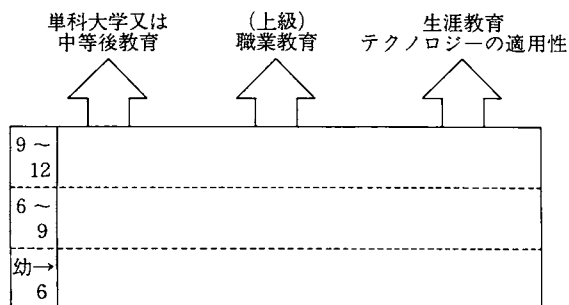 単科大学又は
中等後教育
(上級)
職業教育
生涯教育
テクノロジーの適用性
9～
12
6～
9
幼→
6